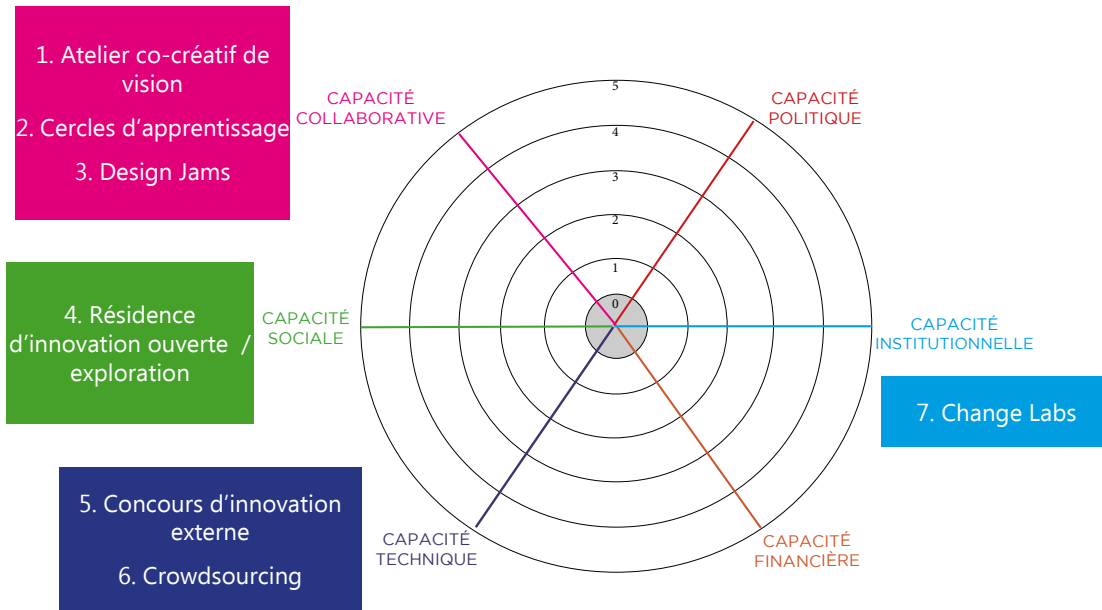 1. Atelier co-créatif de
vision
2. Cercles d'apprentissage
3. Design Jams
CAPACITÉ
COLLABORATIVE
5
4
3
2
1
0
CAPACITÉ
POLITIQUE
4. Résidence
d'innovation ouverte /
exploration
CAPACITÉ
SOCIALE
CAPACITÉ
INSTITUTIONNELLE
7. Change Labs
5. Concours d'innovation
externe
6. Crowdsourcing
CAPACITÉ
TECHNIQUE
CAPACITÉ
FINANCIÈRE